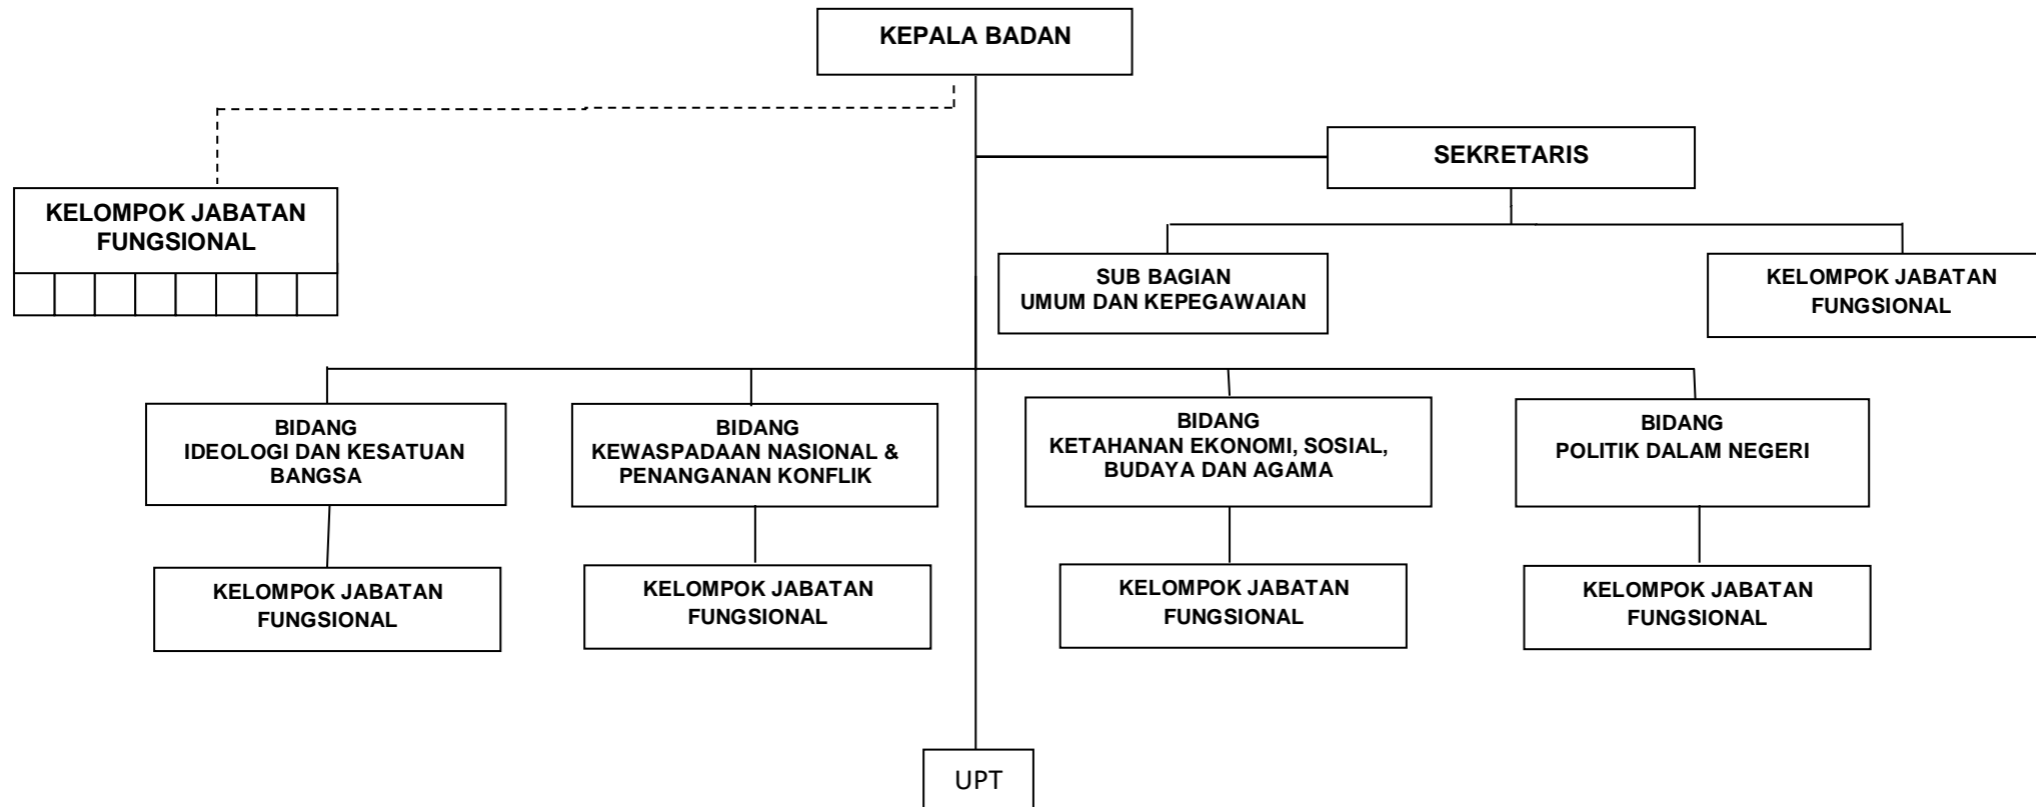 KEPALA BADAN
SEKRETARIS
KELOMPOK JABATAN
FUNGSIONAL
SUB BAGIAN
UMUM DAN KEPEGAWAIAN
KELOMPOK JABATAN
FUNGSIONAL
BIDANG
IDEOLOGI DAN KESATUAN
BANGSA
BIDANG
KEWASPADAAN NASIONAL &
PENANGANAN KONFLIK
BIDANG
KETAHANAN EKONOMI, SOSIAL,
BUDAYA DAN AGAMA
BIDANG
POLITIK DALAM NEGERI
KELOMPOK JABATAN
FUNGSIONAL
KELOMPOK JABATAN
FUNGSIONAL
KELOMPOK JABATAN
FUNGSIONAL
KELOMPOK JABATAN
FUNGSIONAL
UPT